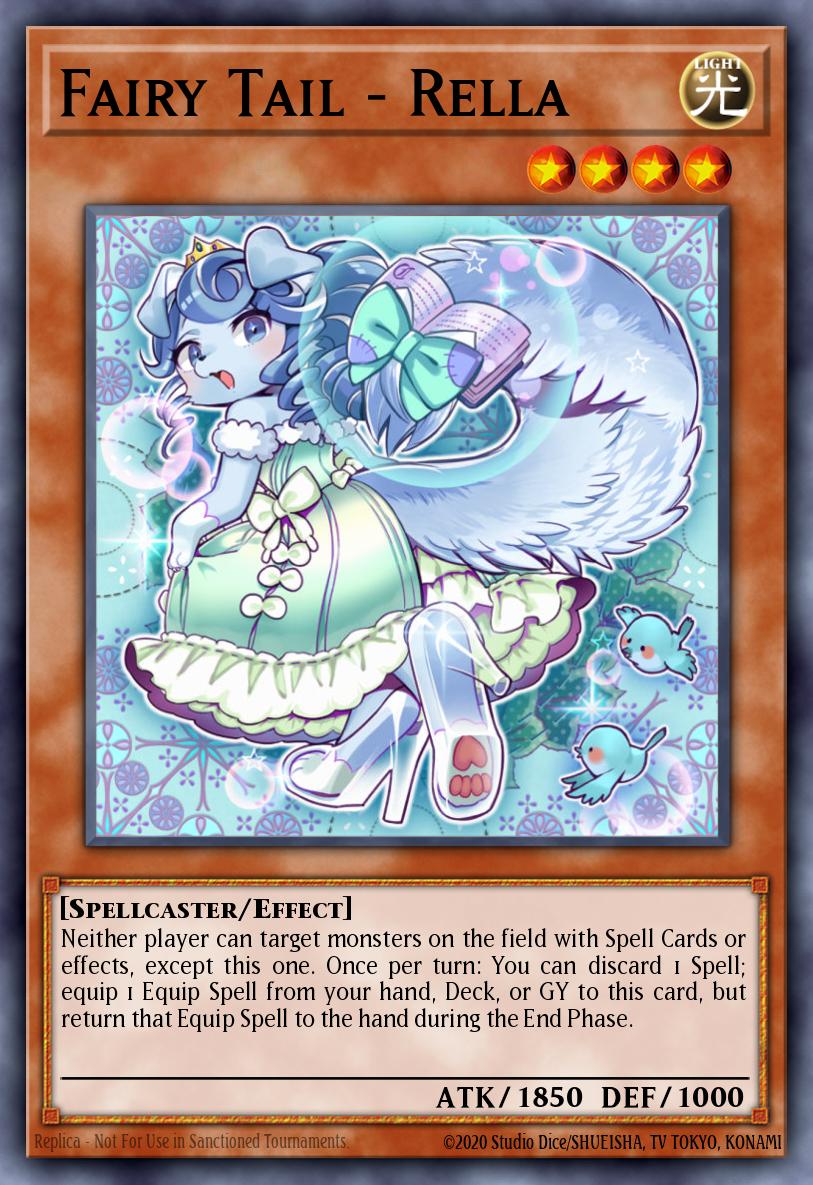 Fairy Tail - Rella
LIGHT
光
[Spellcaster/Effect]
Neither player can target monsters on the field with Spell Cards or
effects, except this one. Once per turn: You can discard 1 Spell;
equip 1 Equip Spell from your hand, Deck, or GY to this card, but
return that Equip Spell to the hand during the End Phase.
ATK/1850 DEF/1000
Replica - Not For Use in Sanctioned Tournaments.
©2020 Studio Dice/SHUEISHA, TV TOKYO, KONAMI